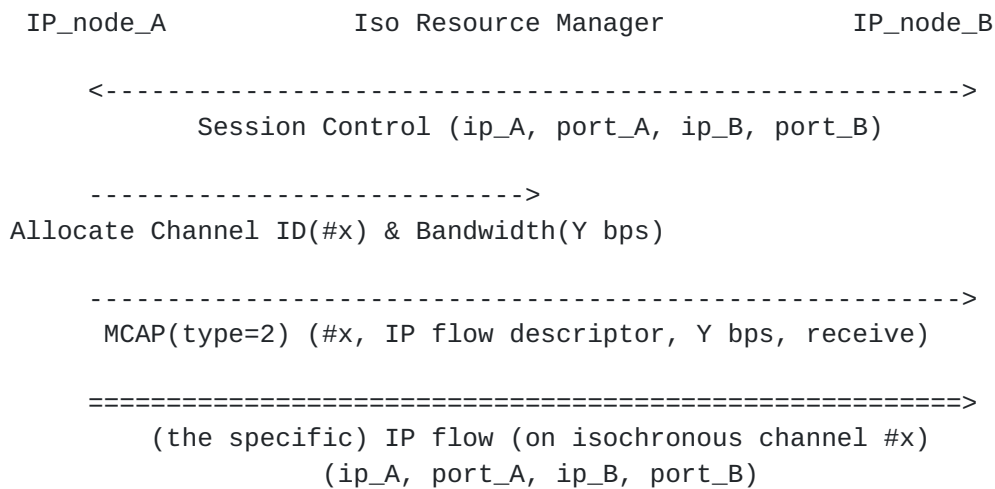 IP_node_A            Iso Resource Manager            IP_node_B
<------------------------------------------------------->
Session Control (ip_A, port_A, ip_B, port_B)
---------------------------->
Allocate Channel ID(#x) & Bandwidth(Y bps)
-------------------------------------------------------->
MCAP(type=2) (#x, IP flow descriptor, Y bps, receive)
========================================================>
(the specific) IP flow (on isochronous channel #x)
(ip_A, port_A, ip_B, port_B)